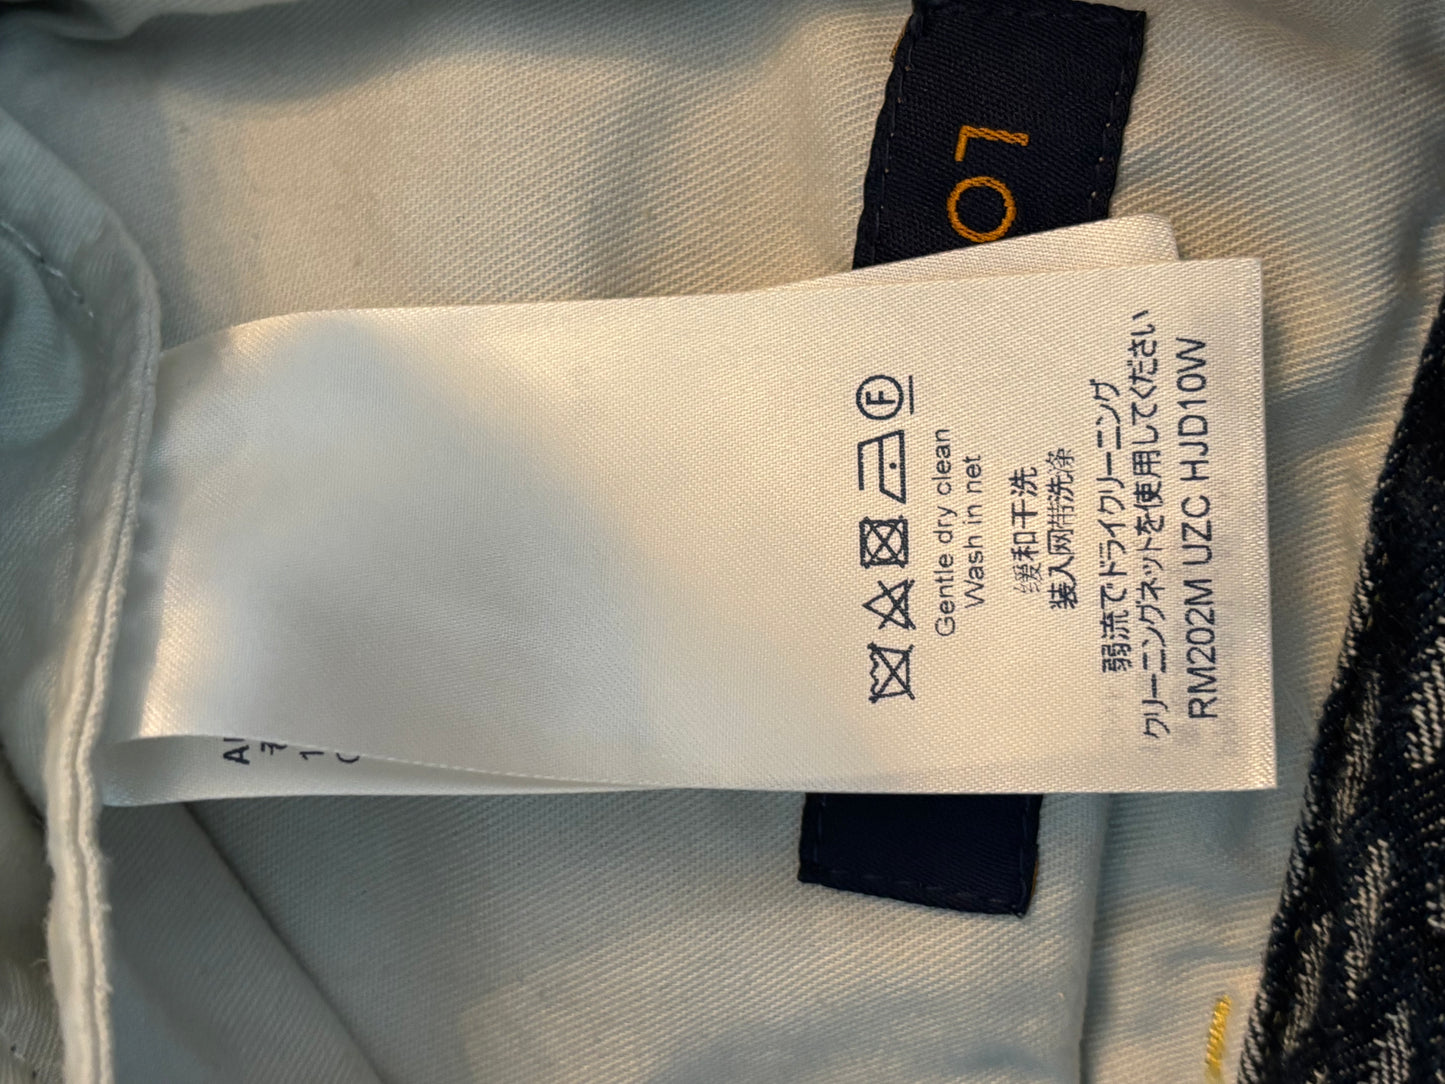 LO
F
Gentle dry clean
Wash in net
缓和干洗
装入网带洗涤
弱流でドライクリーニング
クリーニングネットを使用してください
RM202M UZC HJD10W